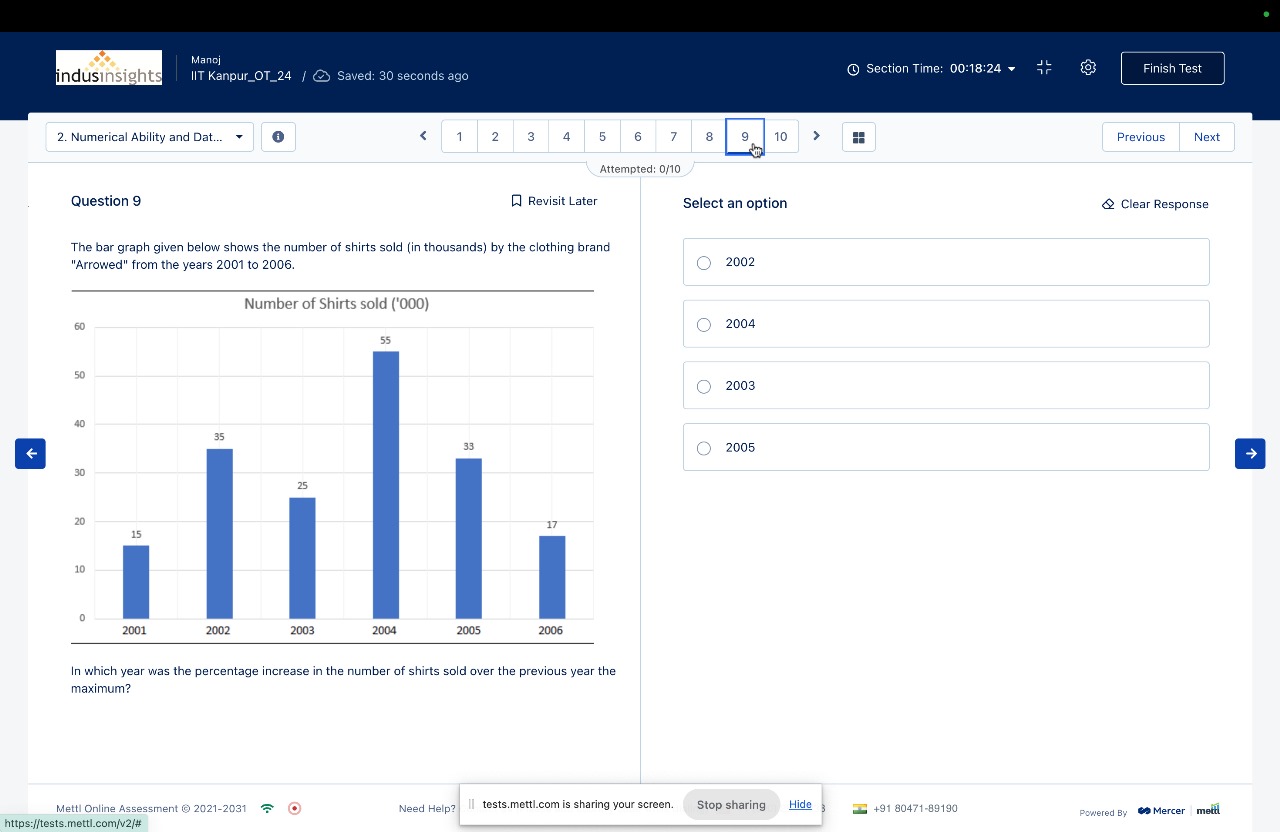 indusinsights
Manoj
IIT Kanpur_OT_24 / Saved: 30 seconds ago
Section Time: 00:18:24
Finish Test
2. Numerical Ability and Dat...
1 2 3 4 5 6 7 8 9 10
Previous Next
Attempted: 0/10
Question 9
Revisit Later
The bar graph given below shows the number of shirts sold (in thousands) by the clothing brand
"Arrowed" from the years 2001 to 2006.
Number of Shirts sold ('000)
60
50
40
30
20
10
0
15
35
25
55
33
17
2001 2002 2003 2004 2005 2006
In which year was the percentage increase in the number of shirts sold over the previous year the
maximum?
Select an option
Clear Response
2002
2004
2003
2005
Mettl Online Assessment © 2021-2031
Need Help?
tests.mettl.com is sharing your screen.
Stop sharing
Hide
+91 80471-89190
Powered By
Mercer | mettl
https://tests.mettl.com/v2/#